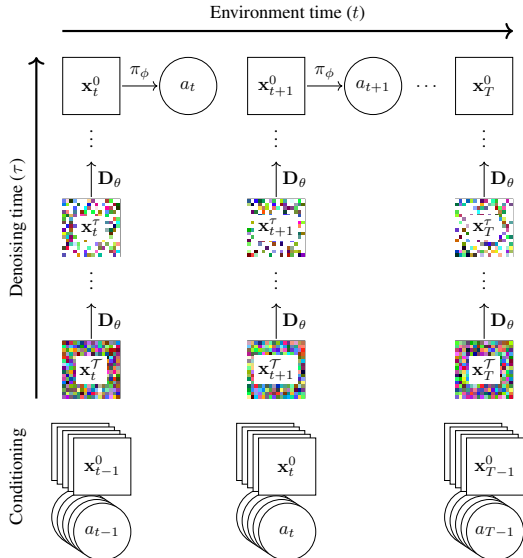 Environment time (t)
x_t^0 π_ϕ a_t x_{t+1}^0 π_ϕ a_{t+1} ··· x_T^0
⋮ ⋮ ⋮
D_θ D_θ D_θ
x_t^τ x_{t+1}^τ x_T^τ
⋮ ⋮ ⋮
D_θ D_θ D_θ
x_t^𝒯 x_{t+1}^𝒯 x_T^𝒯
Denoising time (τ)
x_{t−1}^0 x_t^0 x_{T−1}^0
a_{t−1} a_t a_{T−1}
Conditioning